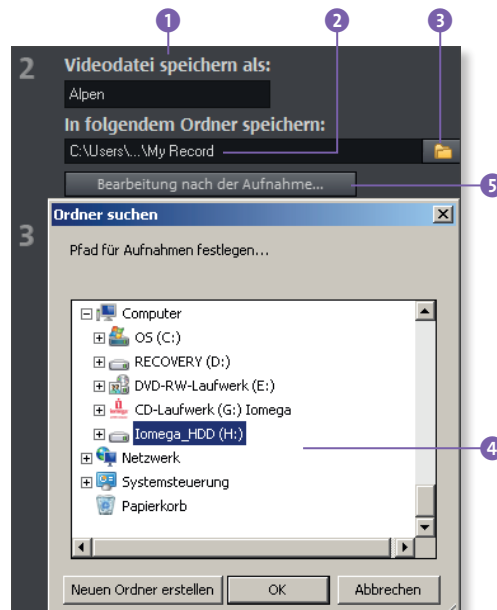 1 2 3
2 Videodatei speichern als:
Alpen
In folgendem Ordner speichern:
C:\Users\...\My Record
Bearbeitung nach der Aufnahme...
5
3
Ordner suchen
Pfad für Aufnahmen festlegen...
Computer
OS (C:)
RECOVERY (D:)
DVD-RW-Laufwerk (E:)
CD-Laufwerk (G:) Iomega
Iomega_HDD (H:)
4
Netzwerk
Systemsteuerung
Papierkorb
Neuen Ordner erstellen OK Abbrechen